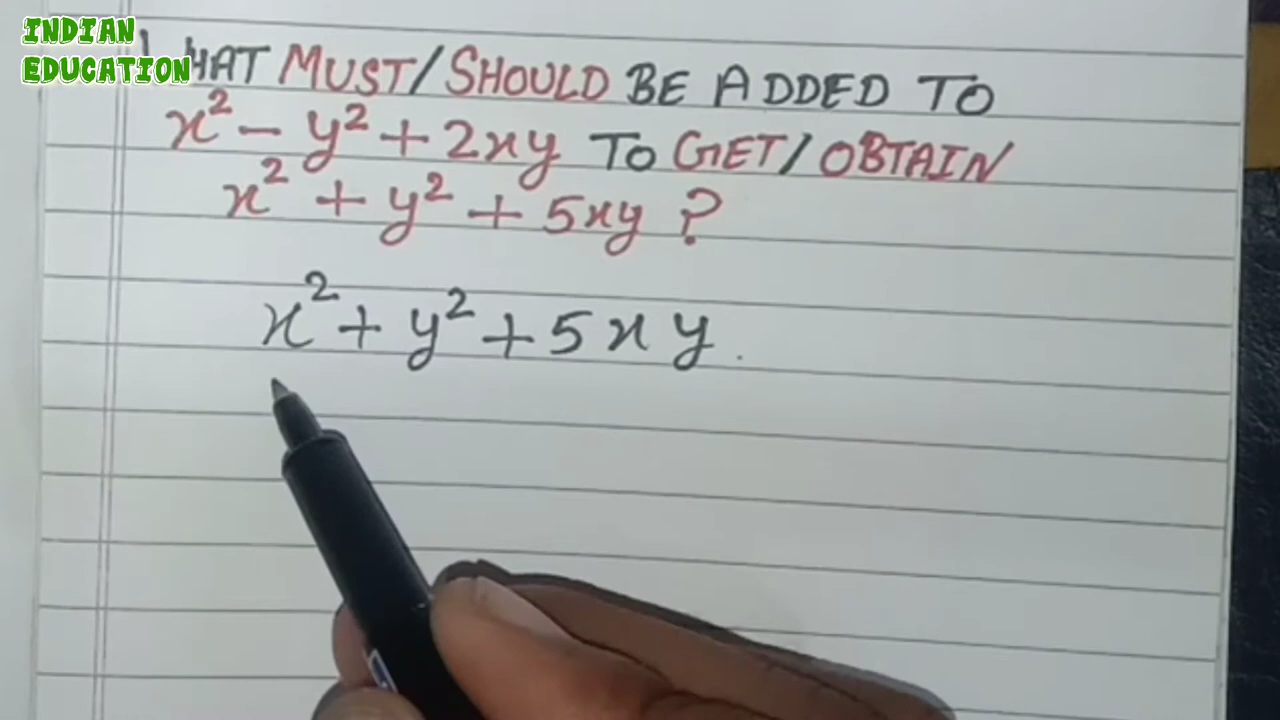 INDIAN
EDUCATION
HAT MUST/SHOULD BE ADDED TO
x² - y² + 2xy TO GET/OBTAIN
x² + y² + 5xy ?
x² + y² + 5xy